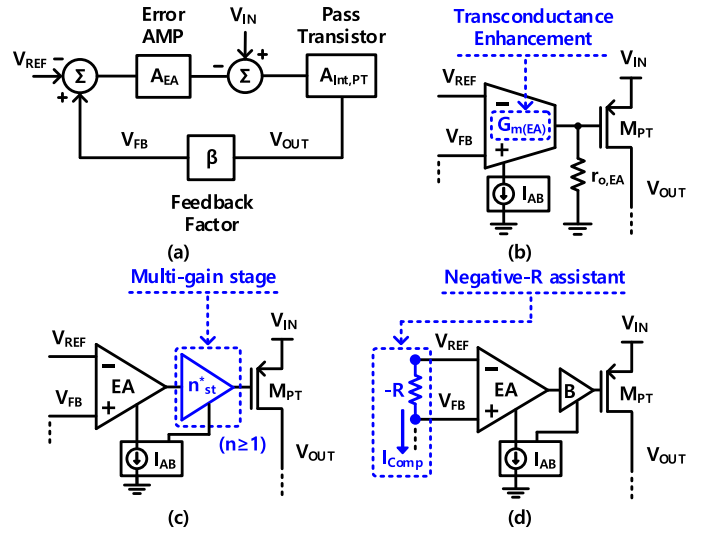 Error
AMP
V_IN
Pass
Transistor
V_REF
−
+
Σ
A_EA
−
+
Σ
A_Int,PT
V_FB
β
V_OUT
Feedback
Factor
(a)
Transconductance
Enhancement
V_REF
V_IN
−
G_m(EA)
V_FB
+
M_PT
I_AB
r_o,EA
V_OUT
(b)
Multi-gain stage
V_REF
V_IN
−
EA
n*_st
M_PT
V_FB
+
(n≥1)
I_AB
V_OUT
(c)
Negative-R assistant
V_REF
V_IN
−
-R
EA
B
M_PT
V_FB
+
I_Comp
I_AB
V_OUT
(d)